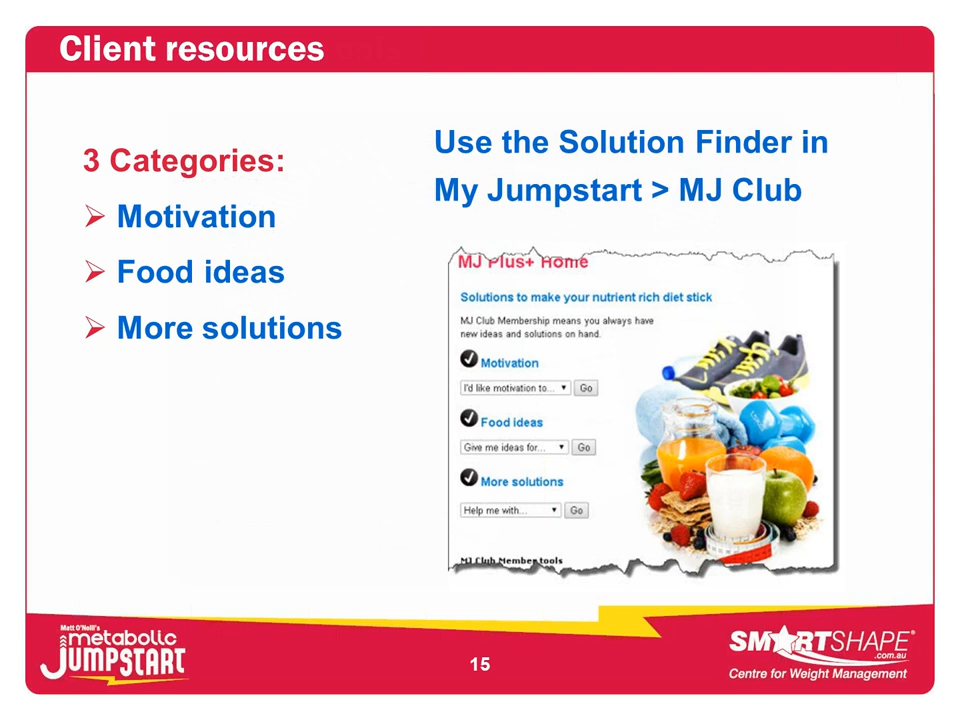 Client resources
3 Categories:
➢ Motivation
➢ Food ideas
➢ More solutions
Use the Solution Finder in
My Jumpstart > MJ Club
MJ Plus+ Home
Solutions to make your nutrient rich diet stick
MJ Club Membership means you always have
new ideas and solutions on hand.
Motivation
I'd like motivation to... Go
Food ideas
Give me ideas for... Go
More solutions
Help me with... Go
MJ Club Member tools
Matt O'Neill's
metabolic
JUMPSTART
15
SMARTSHAPE®
.com.au
Centre for Weight Management